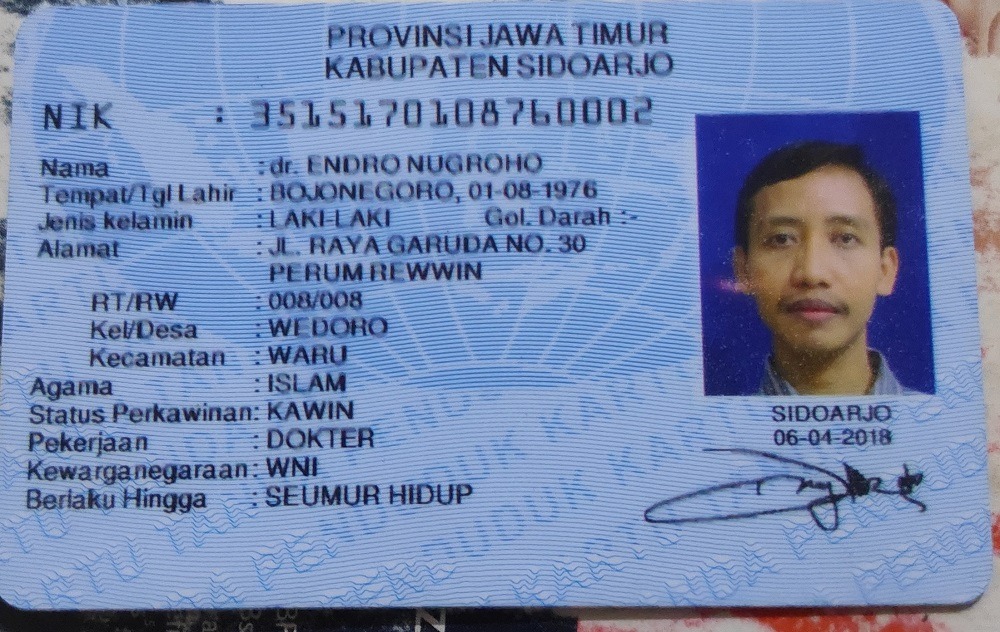 PROVINSI JAWA TIMUR
KABUPATEN SIDOARJO
NIK : 3515170108760002
Nama : dr. ENDRO NUGROHO
Tempat/Tgl Lahir : BOJONEGORO, 01-08-1976
Jenis kelamin : LAKI-LAKI Gol. Darah :-
Alamat : JL. RAYA GARUDA NO. 30
PERUM REWWIN
RT/RW : 008/008
Kel/Desa : WEDORO
Kecamatan : WARU
Agama : ISLAM
Status Perkawinan: KAWIN
Pekerjaan : DOKTER
Kewarganegaraan: WNI
Berlaku Hingga : SEUMUR HIDUP
SIDOARJO
06-04-2018